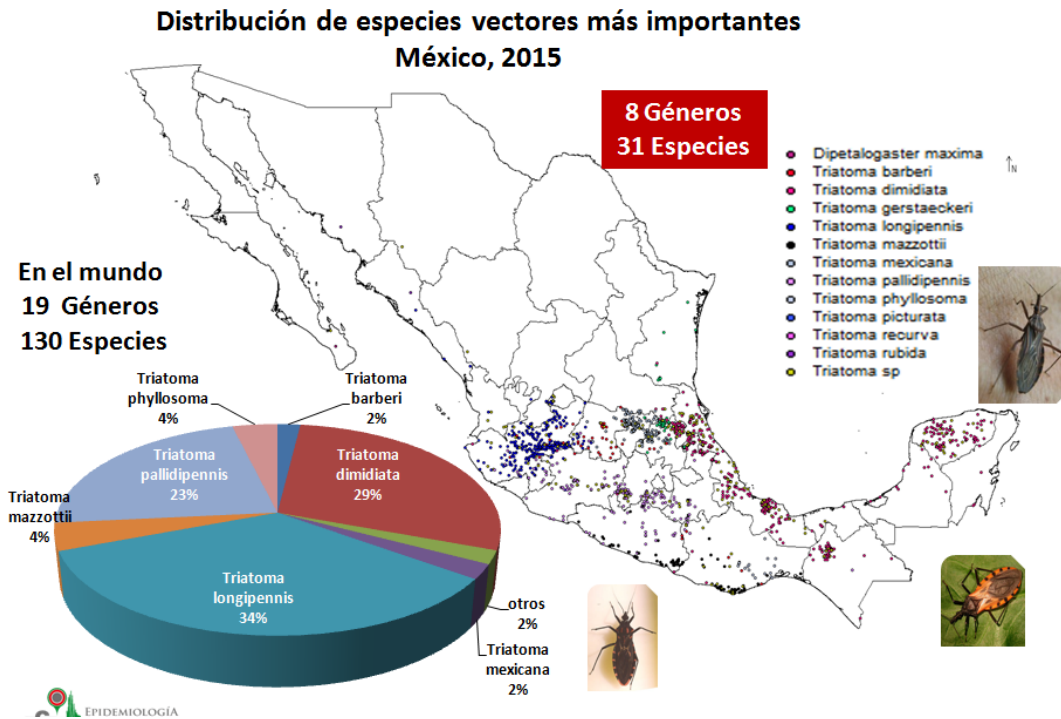 Distribución de especies vectores más importantes
México, 2015
8 Géneros
31 Especies
Dipetalogaster maxima
Triatoma barberi
Triatoma dimidiata
Triatoma gerstaeckeri
Triatoma longipennis
Triatoma mazzottii
Triatoma mexicana
Triatoma pallidipennis
Triatoma phyllosoma
Triatoma picturata
Triatoma recurva
Triatoma rubida
Triatoma sp
N
En el mundo
19 Géneros
130 Especies
Triatoma
phyllosoma
4%
Triatoma
barberi
2%
Triatoma
pallidipennis
23%
Triatoma
dimidiata
29%
Triatoma
mazzottii
4%
Triatoma
longipennis
34%
otros
2%
Triatoma
mexicana
2%
EPIDEMIOLOGÍA